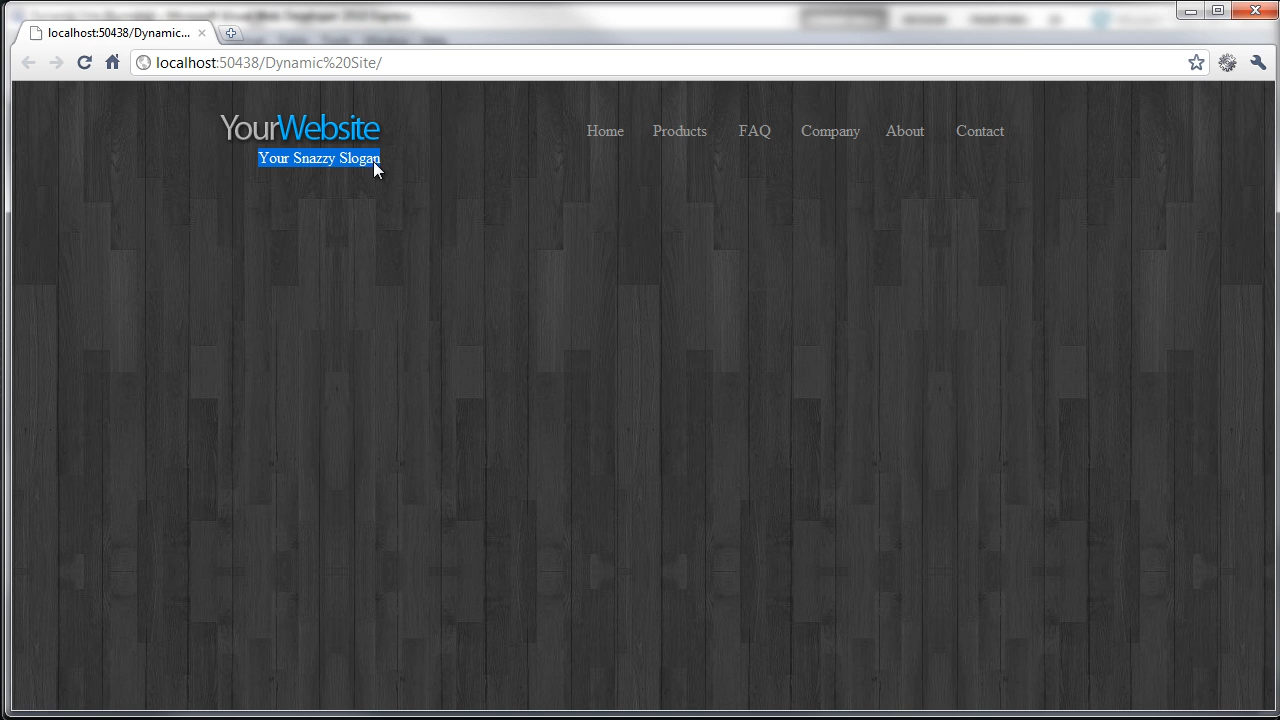 localhost:50438/Dynamic...
localhost:50438/Dynamic%20Site/
YourWebsite
Your Snazzy Slogan
Home Products FAQ Company About Contact